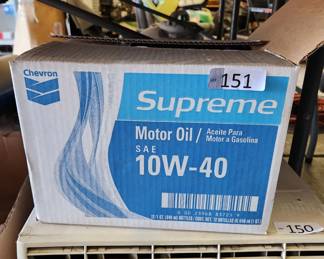 Chevron
151
Supreme
Motor Oil / Aceite Para
Motor a Gasolina
SAE
10W-40
150